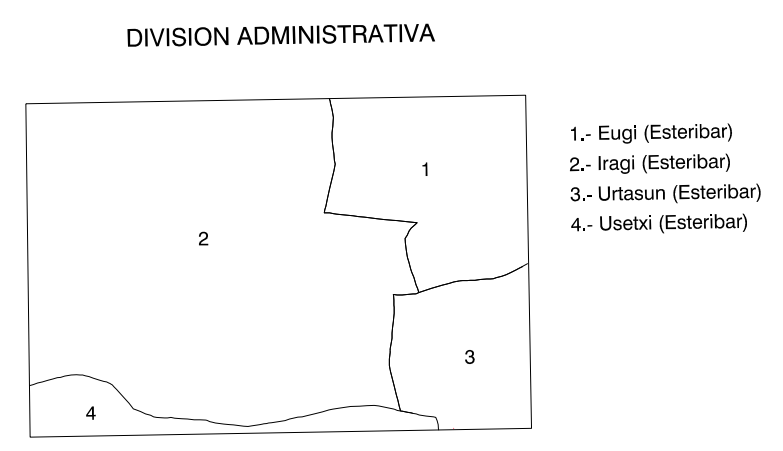 DIVISION ADMINISTRATIVA
1.- Eugi (Esteribar)
2.- Iragi (Esteribar)
3.- Urtasun (Esteribar)
4.- Usetxi (Esteribar)
1
2
3
4